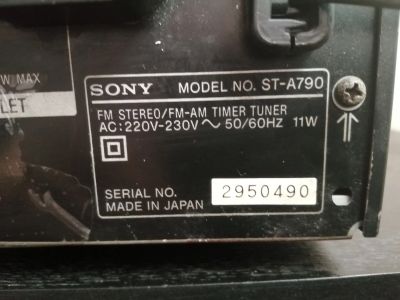 W MAX
LET
SONY MODEL NO. ST-A790
FM STEREO/FM-AM TIMER TUNER
AC:220V-230V ~ 50/60Hz 11W
SERIAL NO. 2950490
MADE IN JAPAN